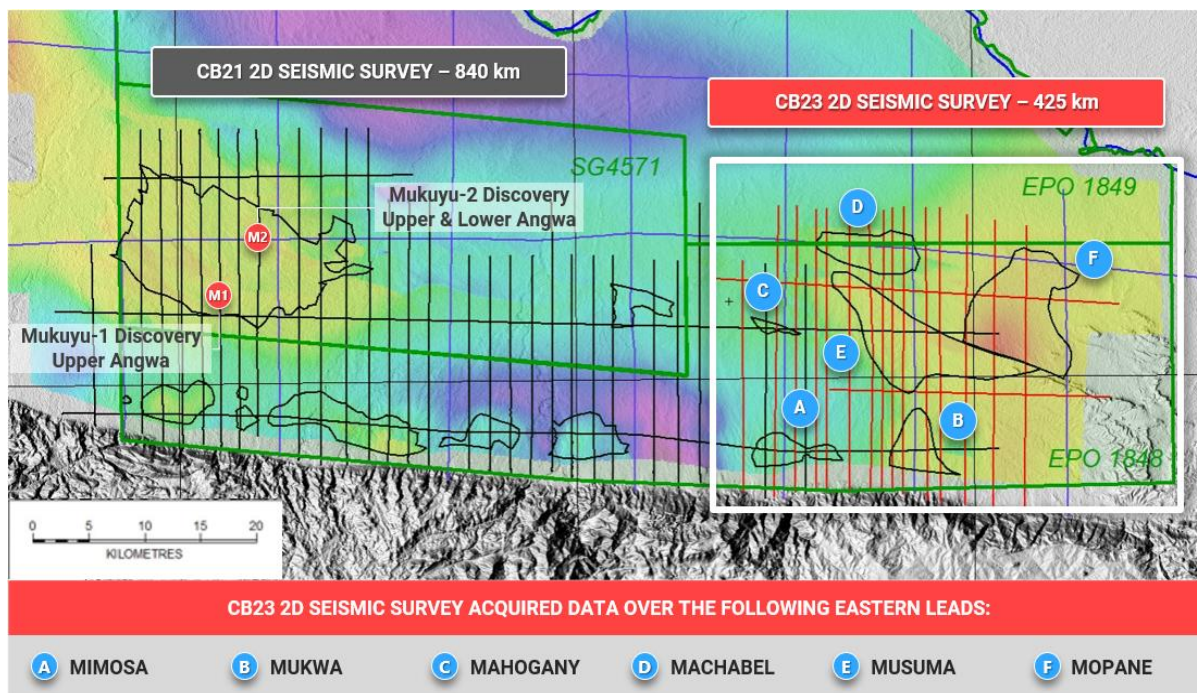 CB21 2D SEISMIC SURVEY – 840 km
CB23 2D SEISMIC SURVEY – 425 km
SG4571
EPO 1849
Mukuyu-2 Discovery
Upper & Lower Angwa
D
M2
F
M1
C
Mukuyu-1 Discovery
Upper Angwa
E
A
B
EPO 1848
0 5 10 15 20
KILOMETRES
CB23 2D SEISMIC SURVEY ACQUIRED DATA OVER THE FOLLOWING EASTERN LEADS:
A MIMOSA
B MUKWA
C MAHOGANY
D MACHABEL
E MUSUMA
F MOPANE